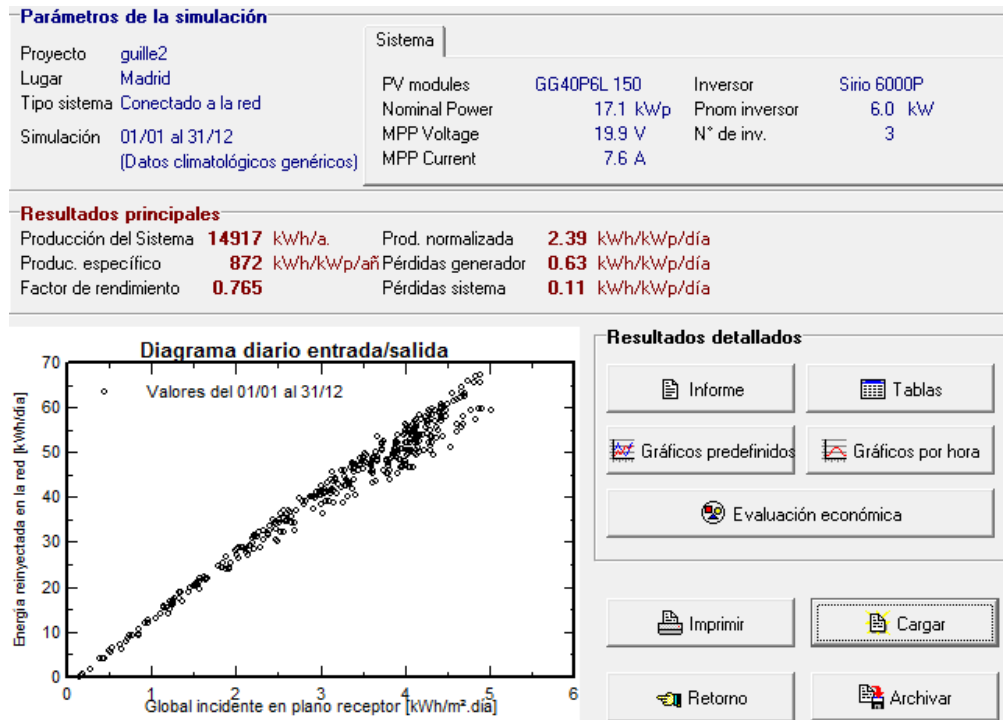 Parámetros de la simulación
Proyecto guille2
Lugar Madrid
Tipo sistema Conectado a la red
Simulación 01/01 al 31/12
(Datos climatológicos genéricos)
Sistema
PV modules GG40P6L 150 Inversor Sirio 6000P
Nominal Power 17.1 kWp Pnom inversor 6.0 kW
MPP Voltage 19.9 V N° de inv. 3
MPP Current 7.6 A
Resultados principales
Producción del Sistema 14917 kWh/a. Prod. normalizada 2.39 kWh/kWp/día
Produc. específico 872 kWh/kWp/añ Pérdidas generador 0.63 kWh/kWp/día
Factor de rendimiento 0.765 Pérdidas sistema 0.11 kWh/kWp/día
Diagrama diario entrada/salida
Valores del 01/01 al 31/12
Energía reinyectada en la red [kWh/día]
70
60
50
40
30
20
10
0
0 1 2 3 4 5 6
Global incidente en plano receptor [kWh/m².día]
Resultados detallados
Informe
Tablas
Gráficos predefinidos
Gráficos por hora
Evaluación económica
Imprimir
Cargar
Retorno
Archivar